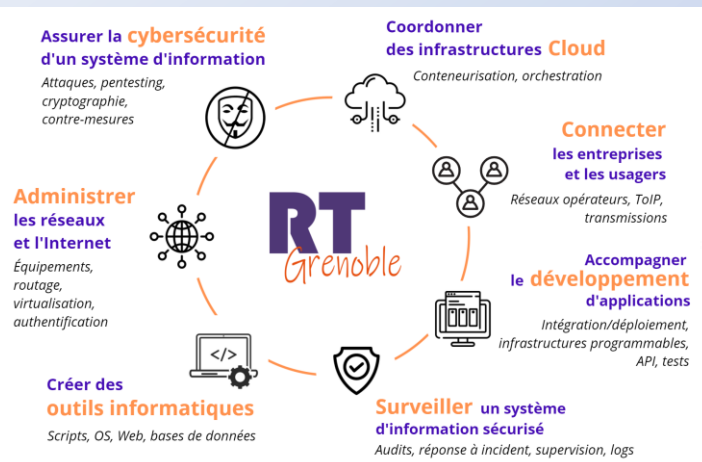 Assurer la cybersécurité
d'un système d'information
Attaques, pentesting,
cryptographie,
contre-mesures
Coordonner
des infrastructures Cloud
Conteneurisation, orchestration
Connecter
les entreprises
et les usagers
Réseaux opérateurs, ToIP,
transmissions
Administrer
les réseaux
et l'Internet
Équipements,
routage,
virtualisation,
authentification
RT
Grenoble
Accompagner
le développement
d'applications
Intégration/déploiement,
infrastructures programmables,
API, tests
</>
Créer des
outils informatiques
Scripts, OS, Web, bases de données
Surveiller un système
d'information sécurisé
Audits, réponse à incident, supervision, logs